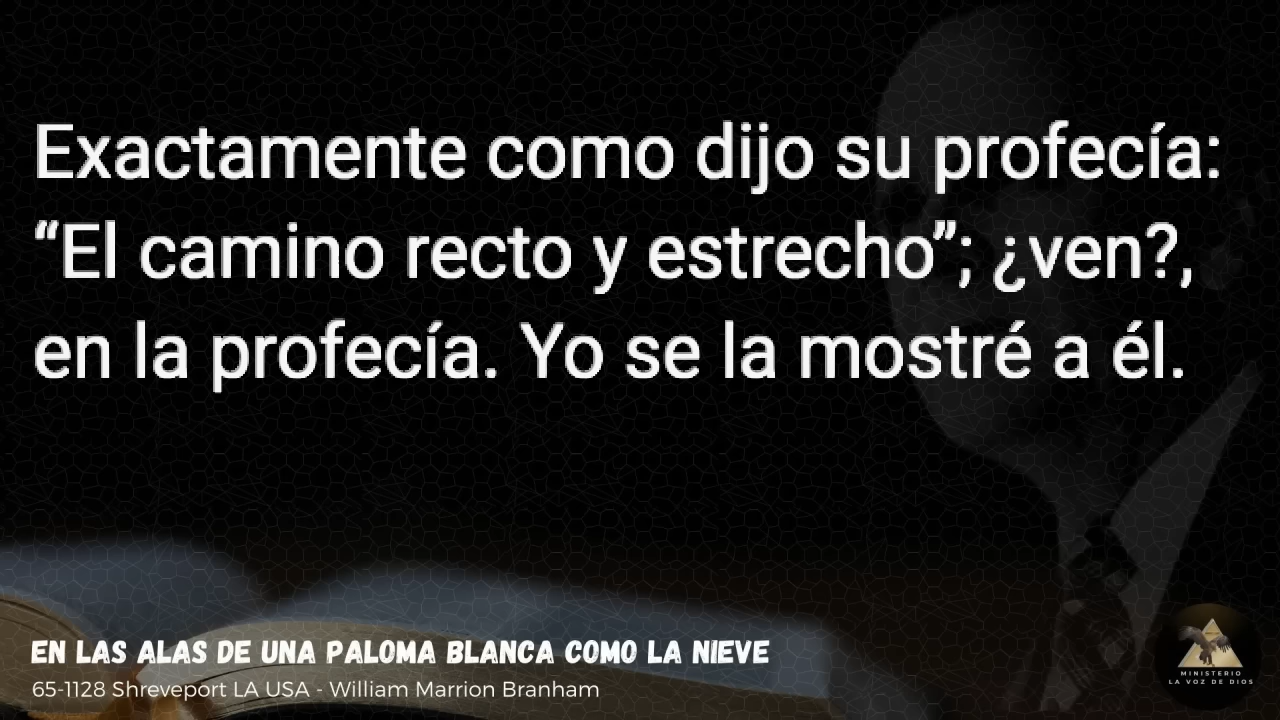 Exactamente como dijo su profecía:
“El camino recto y estrecho”; ¿ven?,
en la profecía. Yo se la mostré a él.
EN LAS ALAS DE UNA PALOMA BLANCA COMO LA NIEVE
65-1128 Shreveport LA USA - William Marrion Branham
MINISTERIO
LA VOZ DE DIOS